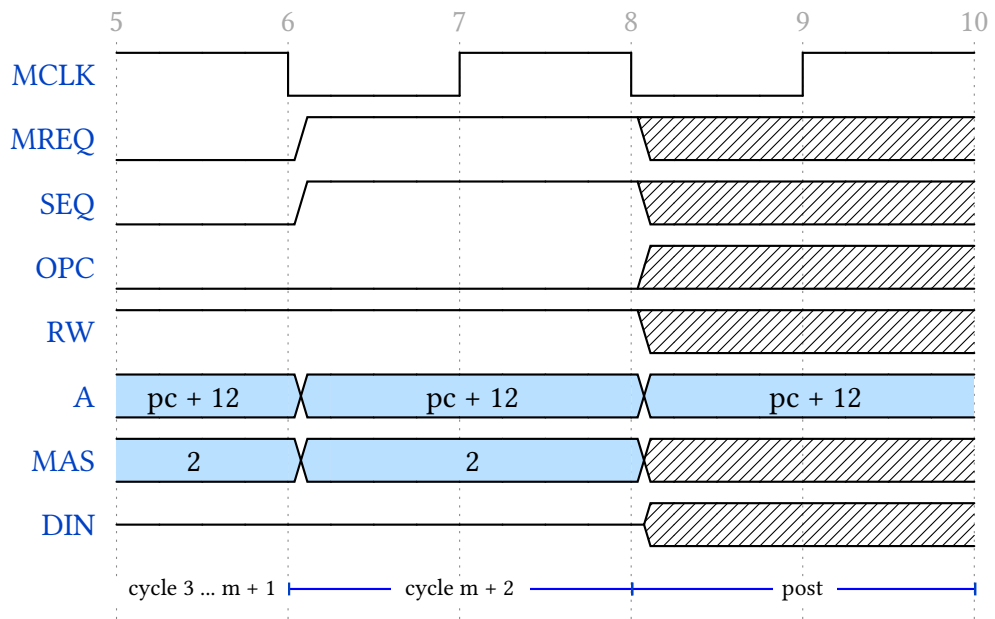 5 6 7 8 9 10
MCLK
MREQ
SEQ
OPC
RW
A pc + 12 pc + 12 pc + 12
MAS 2 2
DIN
cycle 3 ... m + 1 cycle m + 2 post